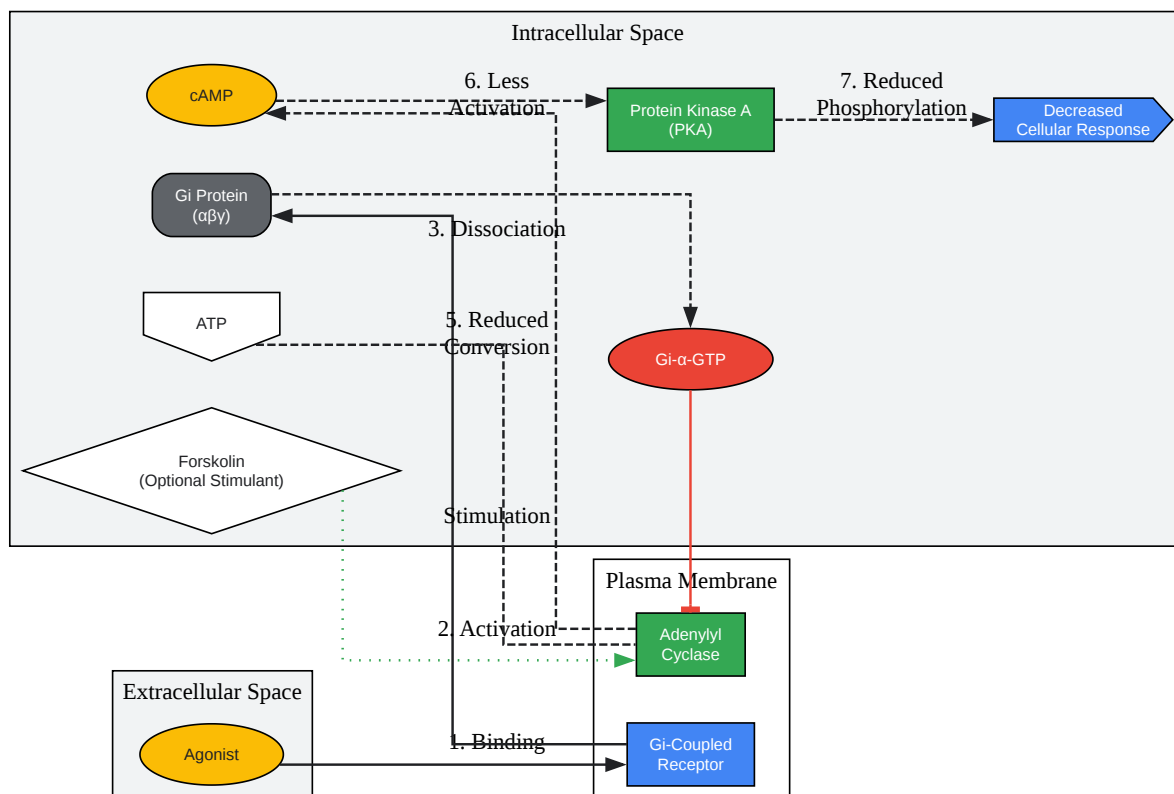 Intracellular Space
cAMP
6. Less
Activation
Protein Kinase A
(PKA)
7. Reduced
Phosphorylation
Decreased
Cellular Response
Gi Protein
(αβγ)
3. Dissociation
ATP
5. Reduced
Conversion
Gi-α-GTP
Forskolin
(Optional Stimulant)
Stimulation
Plasma Membrane
2. Activation
Adenylyl
Cyclase
Extracellular Space
Agonist
1. Binding
Gi-Coupled
Receptor